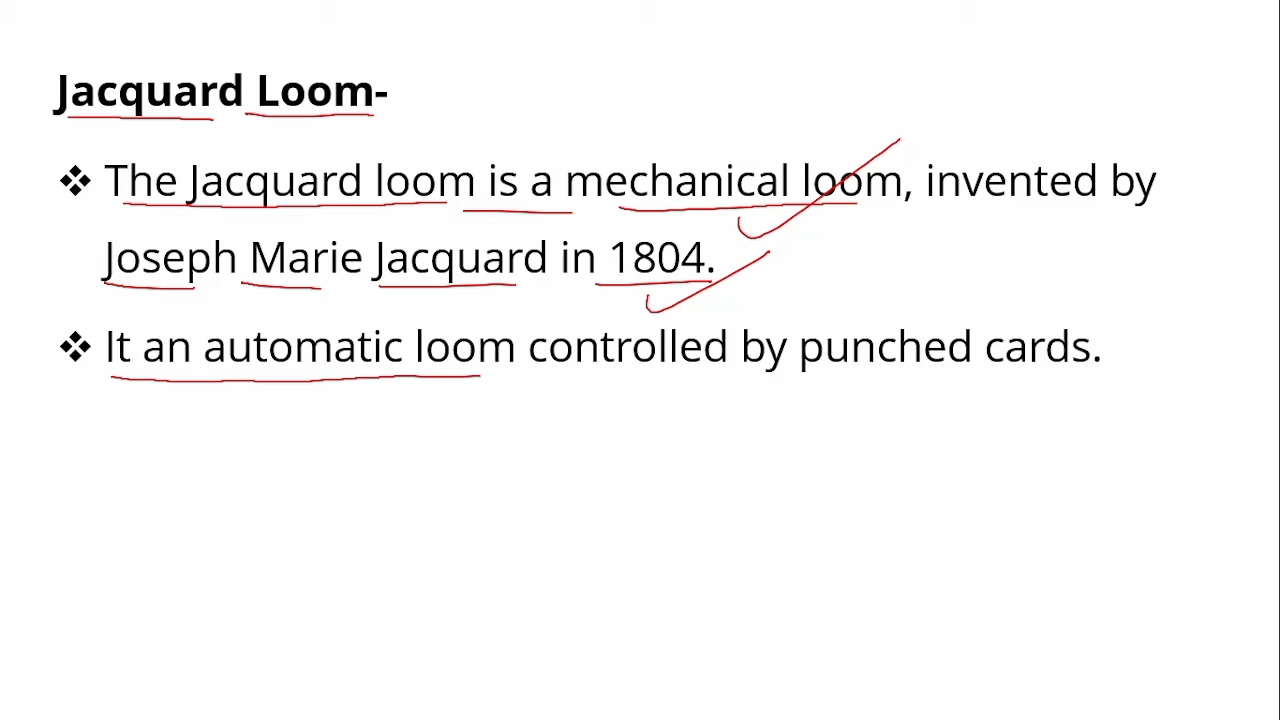 Jacquard Loom-
❖ The Jacquard loom is a mechanical loom, invented by
Joseph Marie Jacquard in 1804.
❖ It an automatic loom controlled by punched cards.